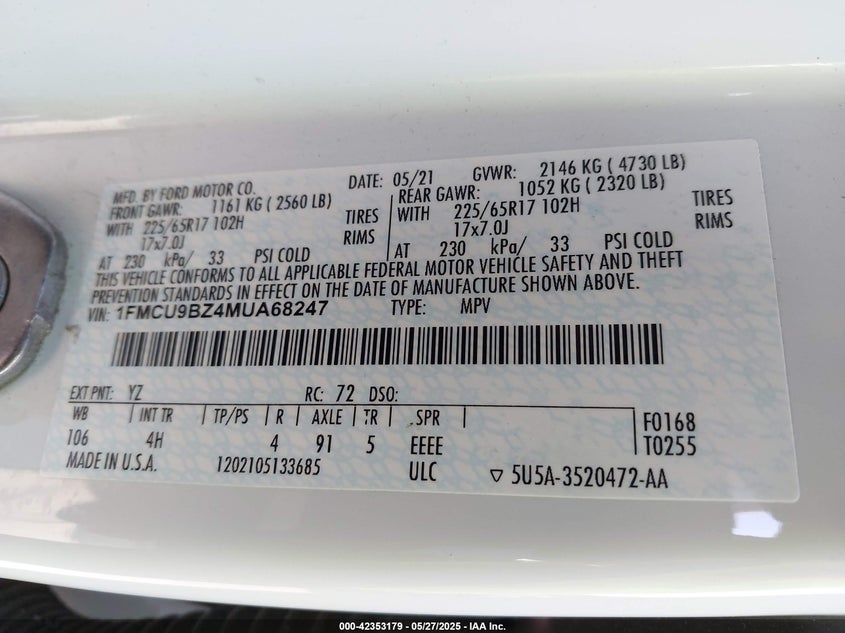 MFD. BY FORD MOTOR CO.
DATE: 05/21 GVWR: 2146 KG ( 4730 LB)
FRONT GAWR: 1161 KG ( 2560 LB)
REAR GAWR: 1052 KG ( 2320 LB)
WITH 225/65R17 102H TIRES
WITH 225/65R17 102H TIRES
17x7.0J RIMS
17x7.0J RIMS
AT 230 kPa/ 33 PSI COLD
AT 230 kPa/ 33 PSI COLD
THIS VEHICLE CONFORMS TO ALL APPLICABLE FEDERAL MOTOR VEHICLE SAFETY AND THEFT
PREVENTION STANDARDS IN EFFECT ON THE DATE OF MANUFACTURE SHOWN ABOVE.
VIN: 1FMCU9BZ4MUA68247 TYPE: MPV
EXT PNT: YZ RC: 72 DSO:
WB INT TR TP/PS R AXLE TR SPR
106 4H 4 91 5 EEEE
F0168
T0255
MADE IN U.S.A. 1202105133685 ULC ▽ 5U5A-3520472-AA
000-42353179 - 05/27/2025 - IAA Inc.